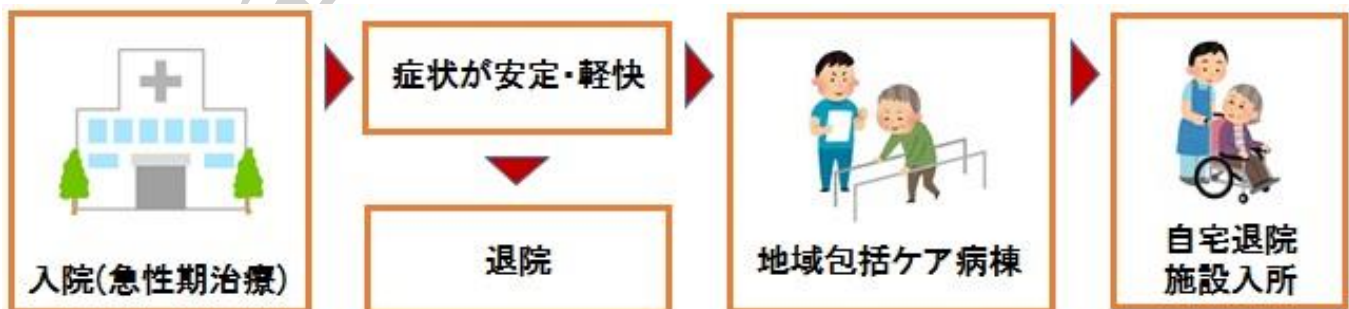 入院(急性期治療)
症状が安定・軽快
退院
地域包括ケア病棟
自宅退院
施設入所